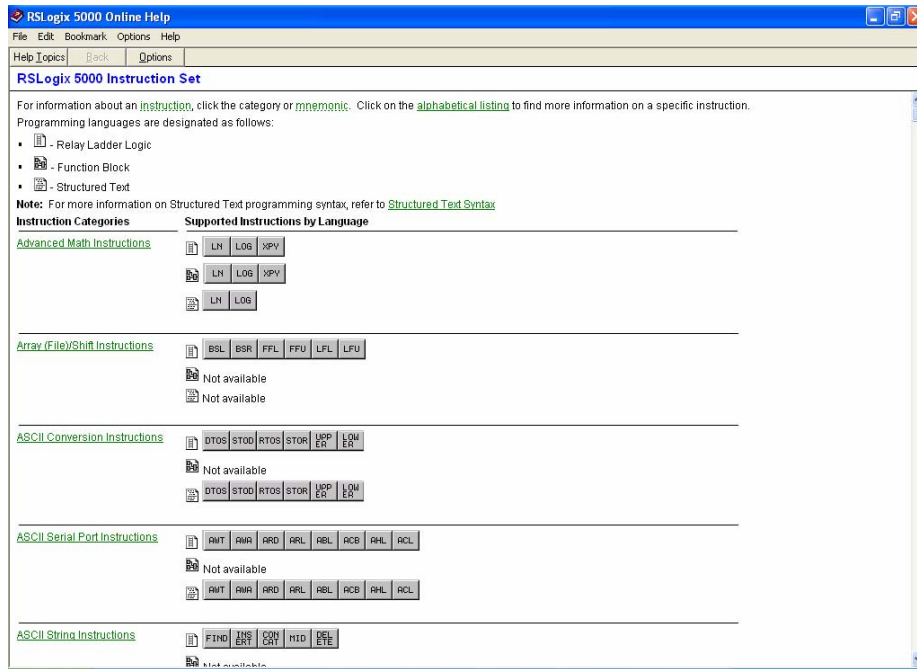 RSLogix 5000 Online Help
File Edit Bookmark Options Help
Help Topics Back Options
RSLogix 5000 Instruction Set
For information about an instruction, click the category or mnemonic. Click on the alphabetical listing to find more information on a specific instruction.
Programming languages are designated as follows:
- Relay Ladder Logic
- Function Block
- Structured Text
Note: For more information on Structured Text programming syntax, refer to Structured Text Syntax
Instruction Categories Supported Instructions by Language
Advanced Math Instructions LN LOG XPY
LN LOG XPY
LN LOG
Array (File)/Shift Instructions BSL BSR FFL FFU LFL LFU
Not available
Not available
ASCII Conversion Instructions DTOS STOD RTOS STOR UPPER LOWER
Not available
DTOS STOD RTOS STOR UPPER LOWER
ASCII Serial Port Instructions AWT AWA ARD ARL ABL ACB AHL ACL
Not available
AWT AWA ARD ARL ABL ACB AHL ACL
ASCII String Instructions FIND INSERT CONCAT MID DELETE
Not available